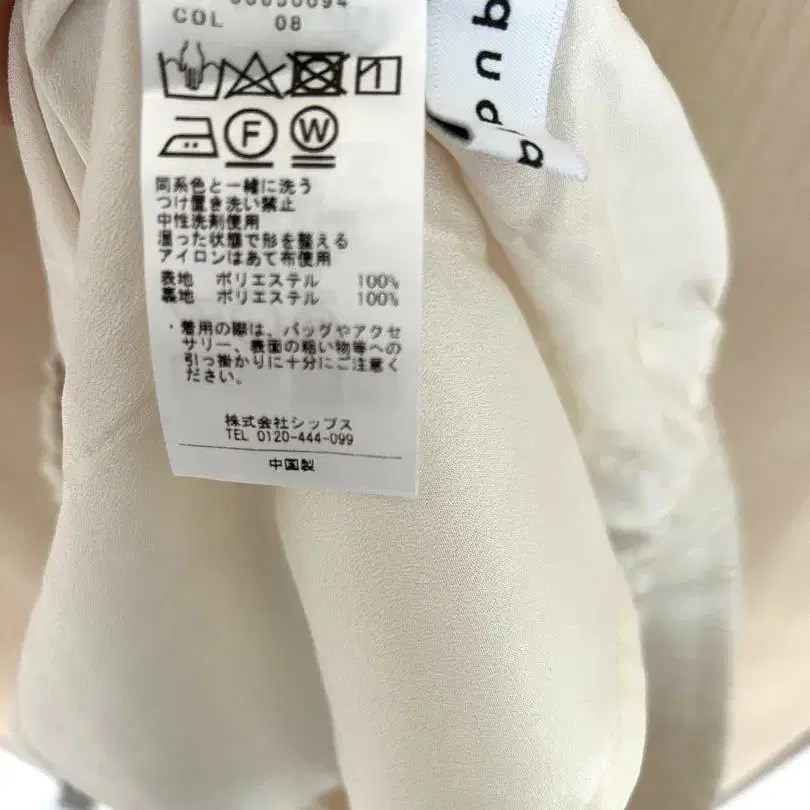 COL 08
F W
同系色と一緒に洗う
つけ置き洗い禁止
中性洗剤使用
湿った状態で形を整える
アイロンはあて布使用
表地 ポリエステル 100%
裏地 ポリエステル 100%
・着用の際は、バッグやアクセ
サリー、表面の粗い物等への
引っ掛かりに十分にご注意く
ださい。
株式会社シップス
TEL 0120-444-099
中国製